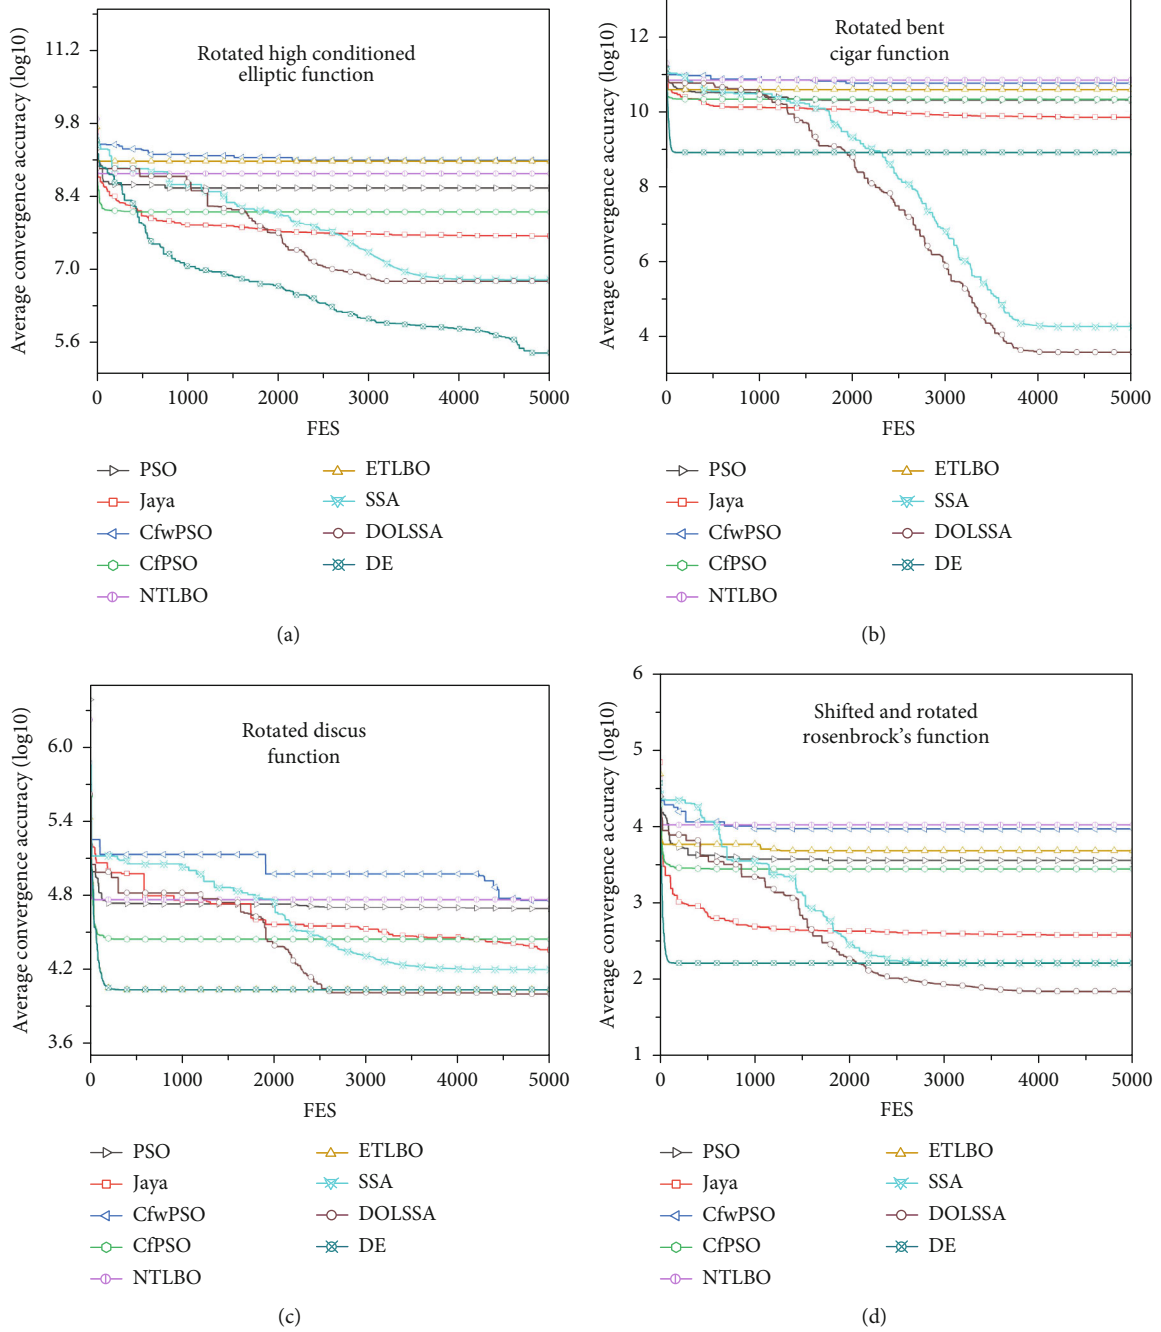 Average convergence accuracy (log10)
11.2
9.8
8.4
7.0
5.6
Rotated high conditioned
elliptic function
0 1000 2000 3000 4000 5000
FES
PSO
Jaya
CfwPSO
CfPSO
NTLBO
ETLBO
SSA
DOLSSA
DE
(a)
Average convergence accuracy (log10)
12
10
8
6
4
Rotated bent
cigar function
0 1000 2000 3000 4000 5000
FES
PSO
Jaya
CfwPSO
CfPSO
NTLBO
ETLBO
SSA
DOLSSA
DE
(b)
Average convergence accuracy (log10)
6.0
5.4
4.8
4.2
3.6
Rotated discus
function
0 1000 2000 3000 4000 5000
FES
PSO
Jaya
CfwPSO
CfPSO
NTLBO
ETLBO
SSA
DOLSSA
DE
(c)
Average convergence accuracy (log10)
6
5
4
3
2
1
Shifted and rotated
rosenbrock's function
0 1000 2000 3000 4000 5000
FES
PSO
Jaya
CfwPSO
CfPSO
NTLBO
ETLBO
SSA
DOLSSA
DE
(d)